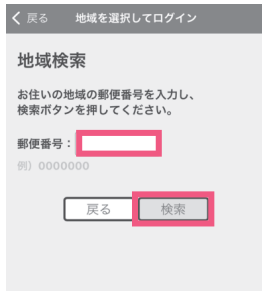 戻る 地域を選択してログイン
地域検索
お住いの地域の郵便番号を入力し、
検索ボタンを押してください。
郵便番号：
例）0000000
戻る 検索